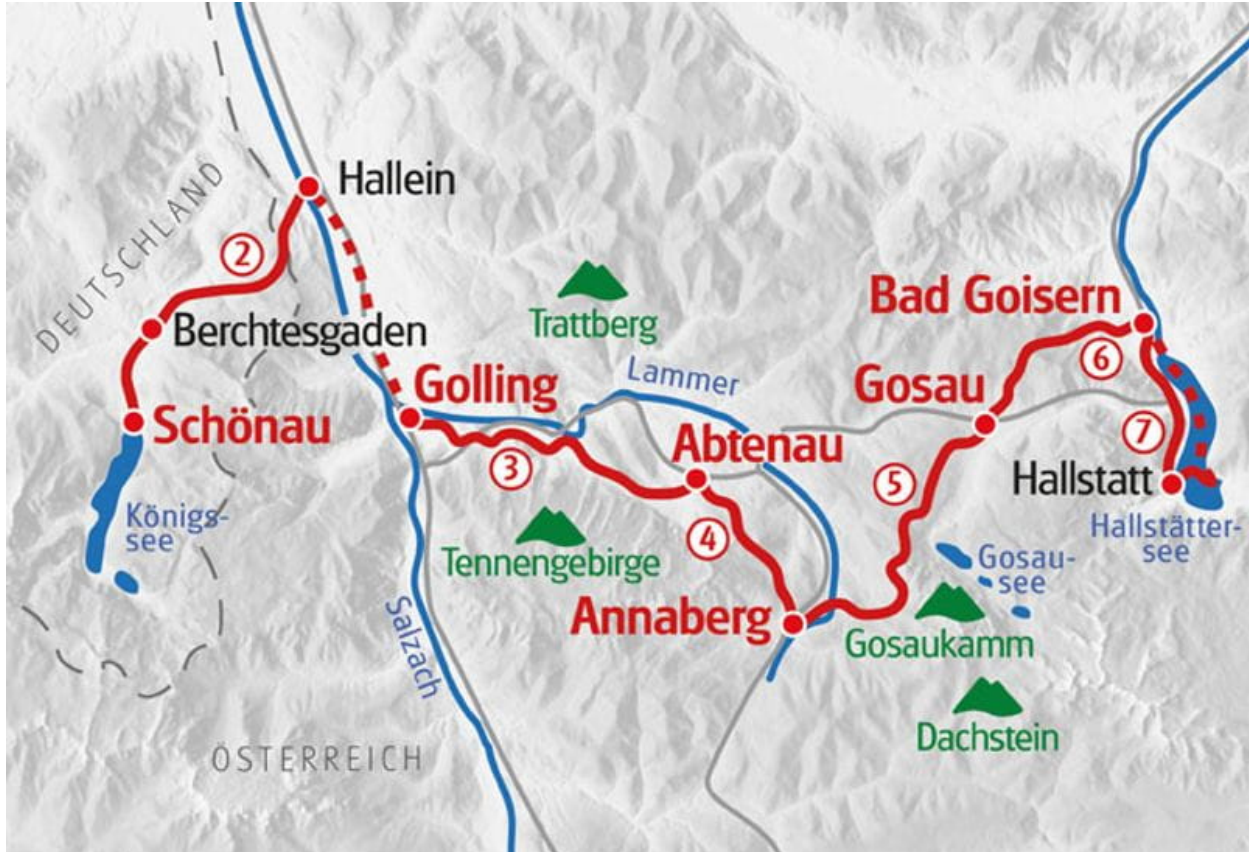 Hallein
DEUTSCHLAND
②
Berchtesgaden
Trattberg
Bad Goisern
Lammer
⑥
Golling
Gosau
Schönau
Abtenau
⑦
③
⑤
Hallstatt
Königs-
see
④
Hallstätter-
see
Tennengebirge
Gosau-
see
Annaberg
Salzach
Gosaukamm
Dachstein
ÖSTERREICH